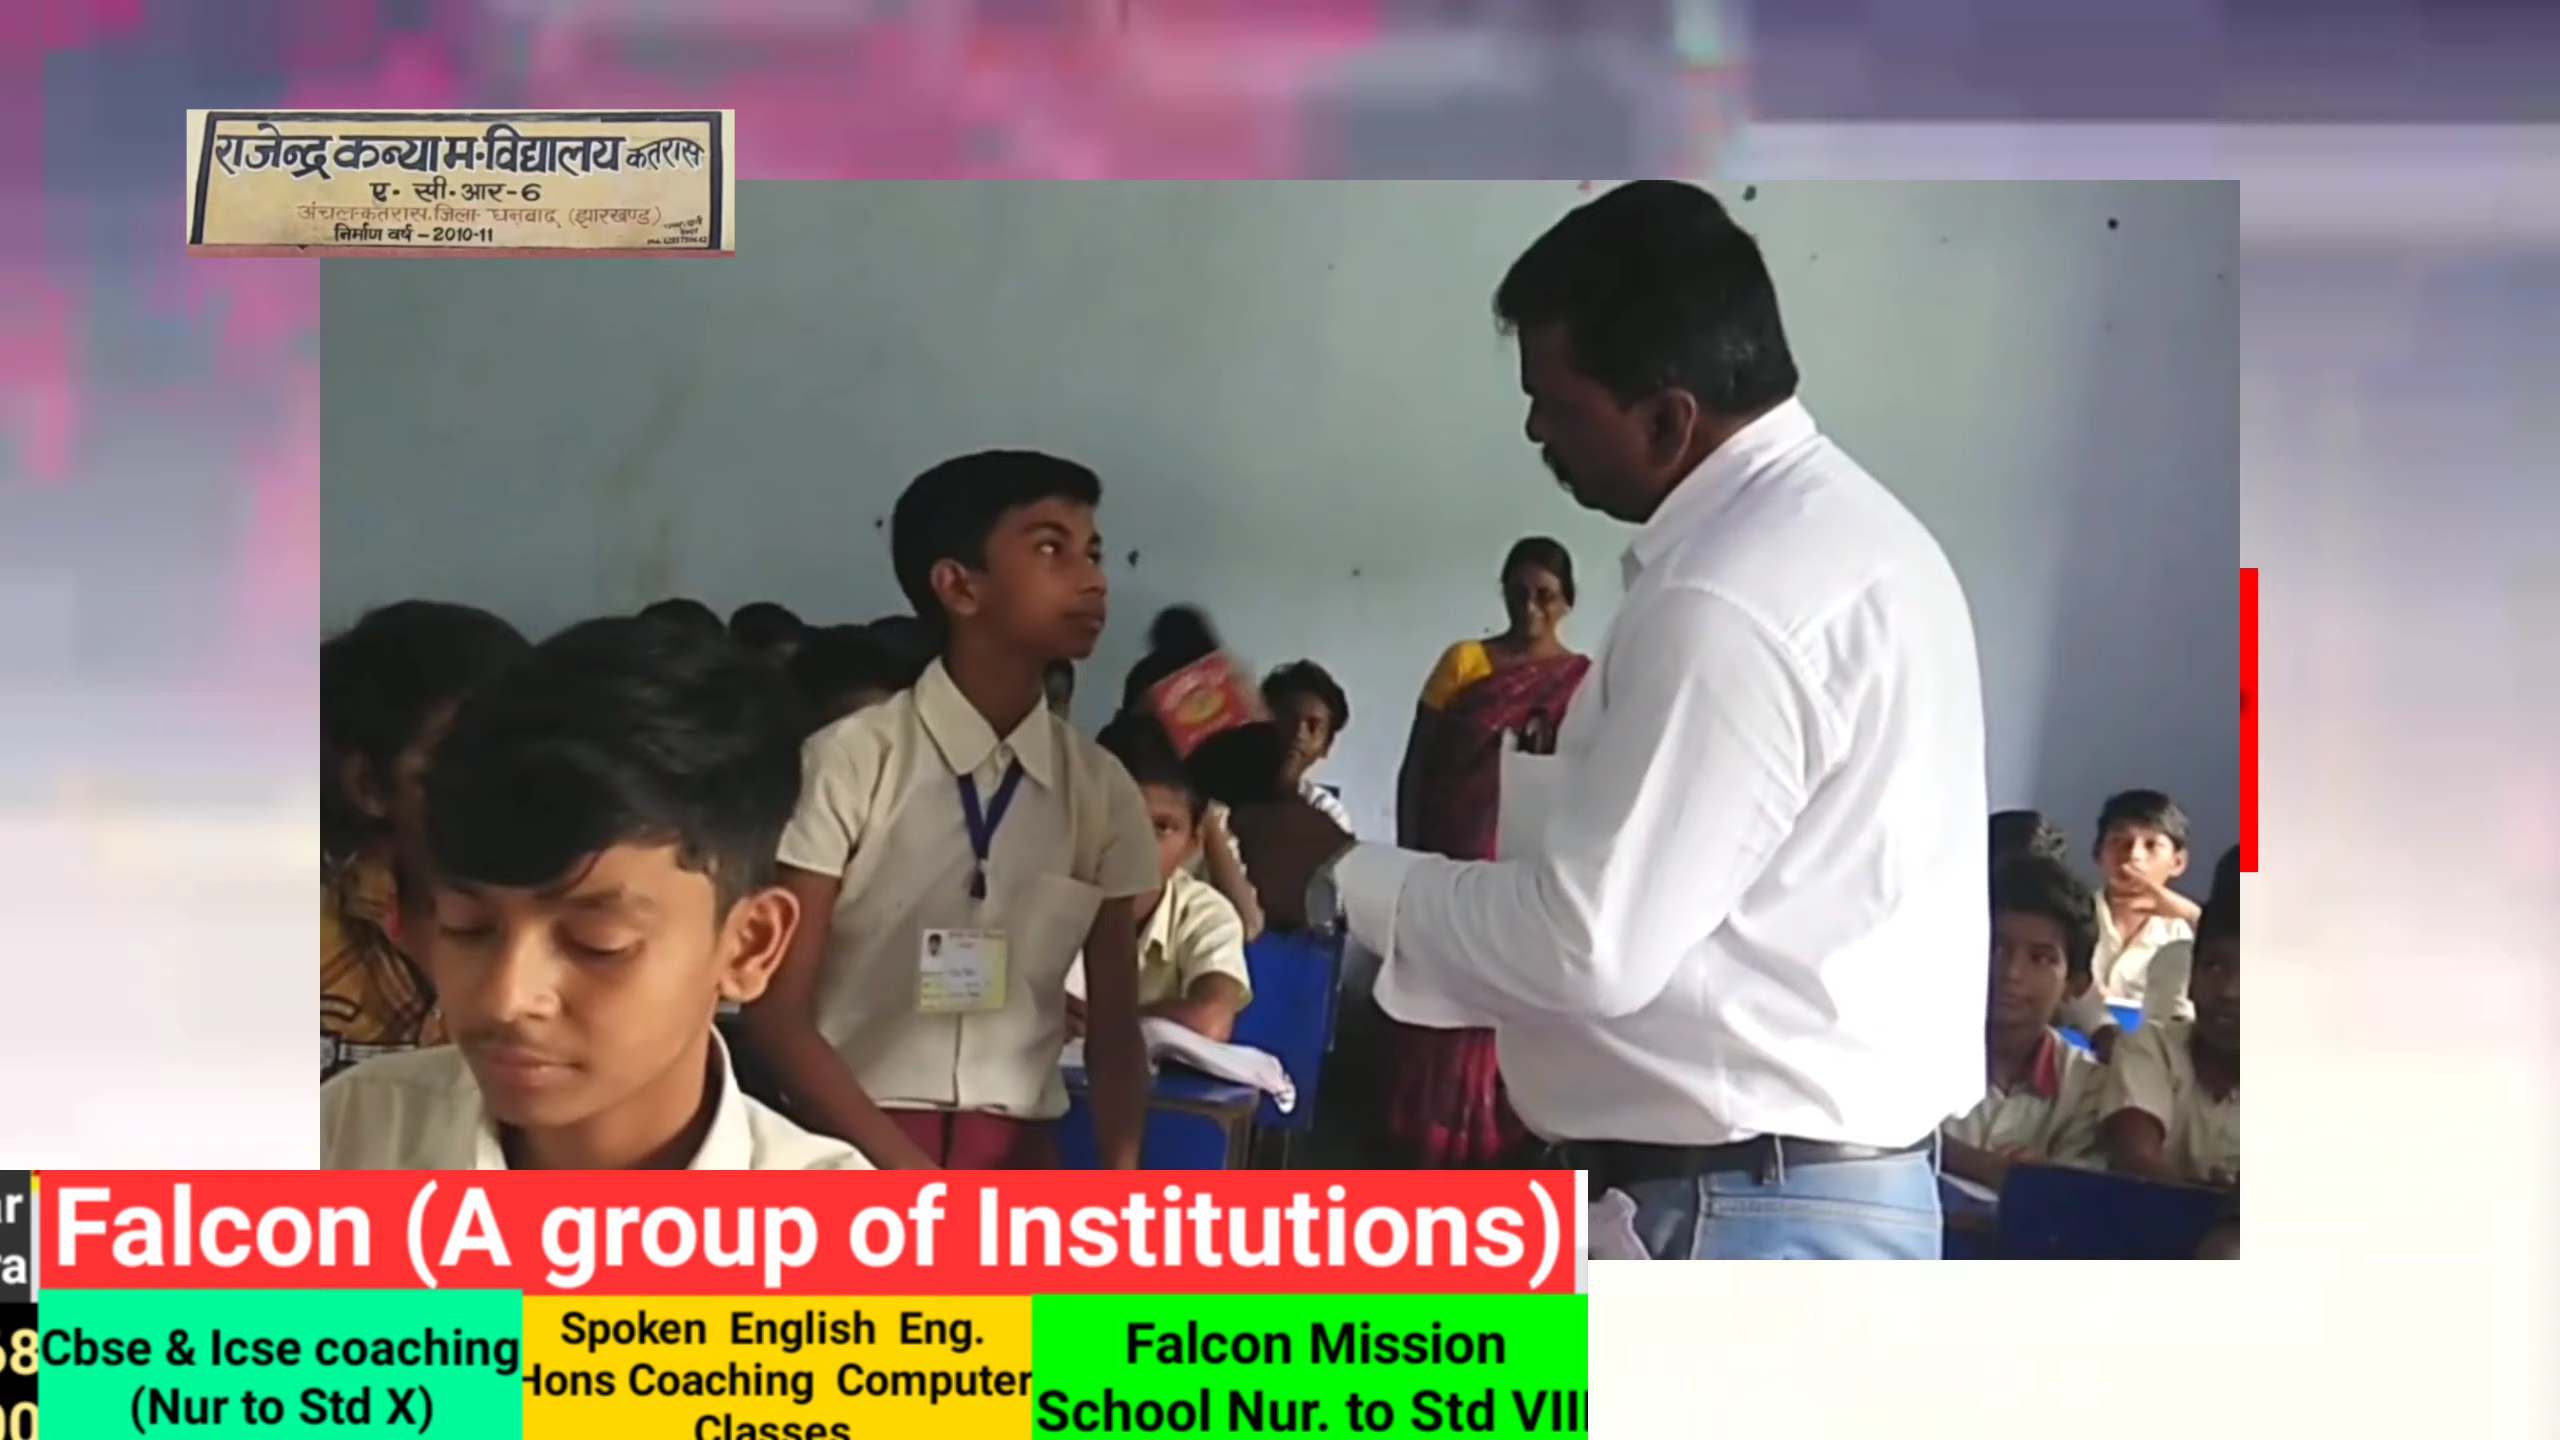 राजेन्द्र कन्या म॰ विद्यालय कतरास
ए॰ सी॰ आर-6
अंचल-कतरास, जिला- धनबाद (झारखण्ड)
निर्माण वर्ष - 2010-11
Falcon (A group of Institutions)
Cbse & Icse coaching
(Nur to Std X)
Spoken English Eng.
Hons Coaching Computer
Classes
Falcon Mission
School Nur. to Std VIII